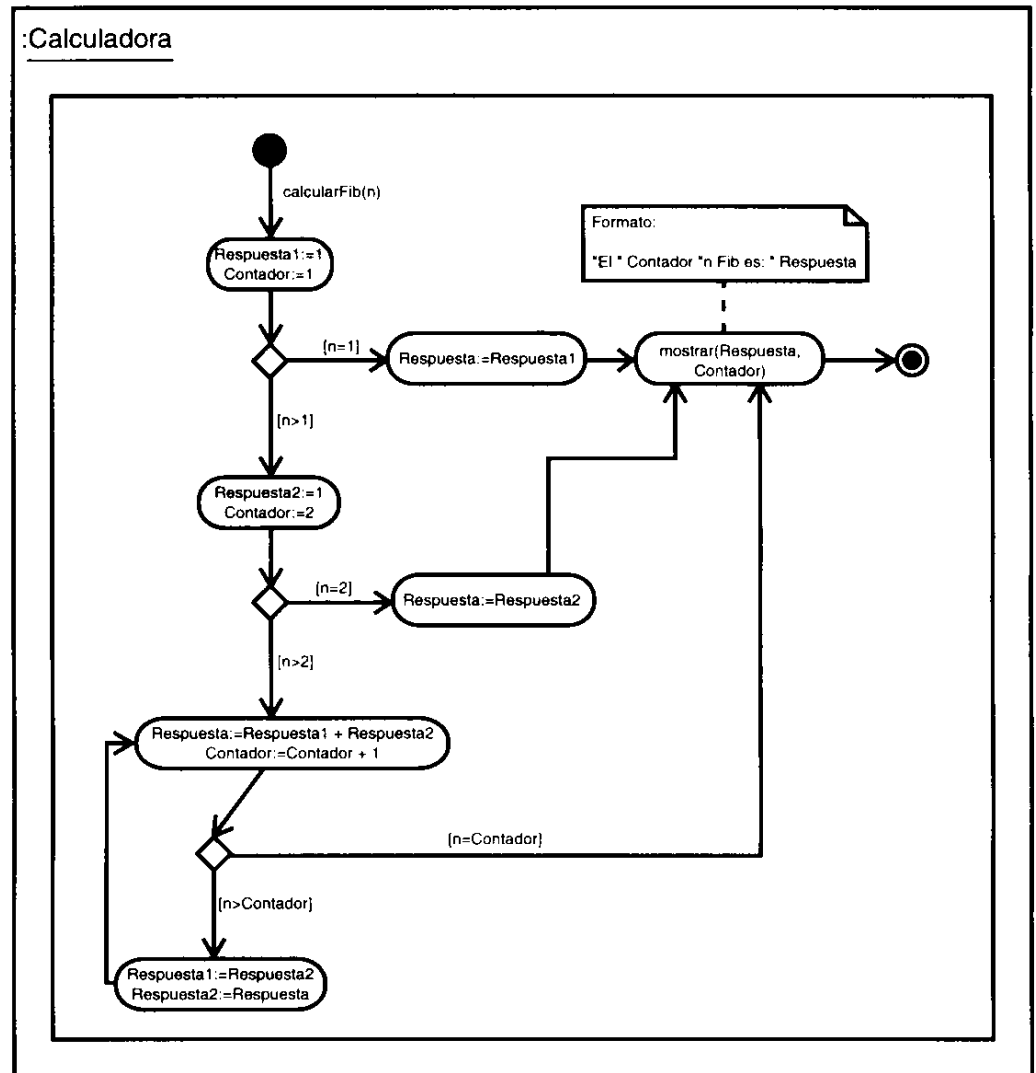 :Calculadora
calcularFib(n)
Formato:
"El " Contador "n Fib es: " Respuesta
Respuesta1:=1
Contador:=1
[n=1]
Respuesta:=Respuesta1
mostrar(Respuesta,
Contador)
[n>1]
Respuesta2:=1
Contador:=2
[n=2]
Respuesta:=Respuesta2
[n>2]
Respuesta:=Respuesta1 + Respuesta2
Contador:=Contador + 1
[n=Contador]
[n>Contador]
Respuesta1:=Respuesta2
Respuesta2:=Respuesta